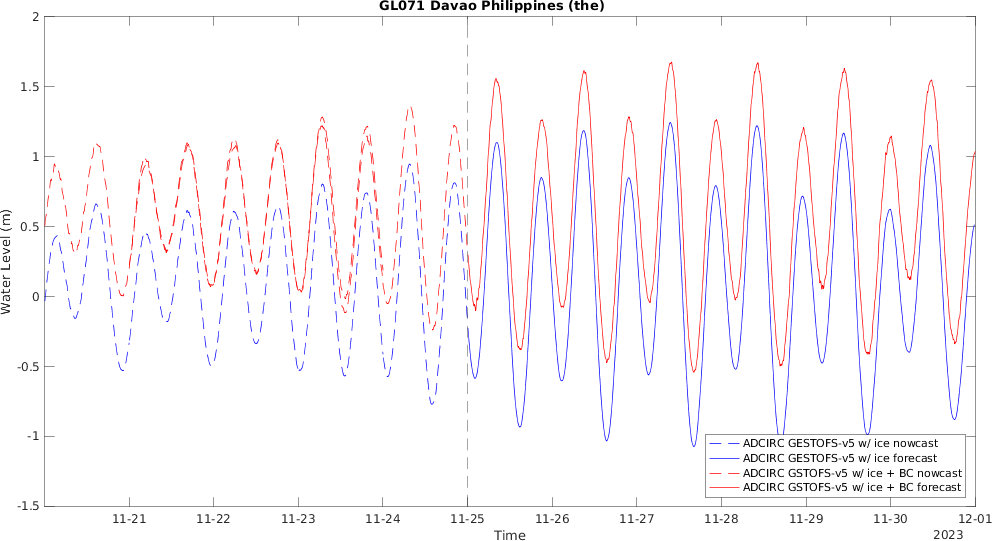 GL071 Davao Philippines (the)
2
1.5
1
0.5
0
-0.5
-1
-1.5
Water Level (m)
ADCIRC GESTOFS-v5 w/ ice nowcast
ADCIRC GESTOFS-v5 w/ ice forecast
ADCIRC GSTOFS-v5 w/ ice + BC nowcast
ADCIRC GSTOFS-v5 w/ ice + BC forecast
11-21 11-22 11-23 11-24 11-25 11-26 11-27 11-28 11-29 11-30 12-01
Time
2023